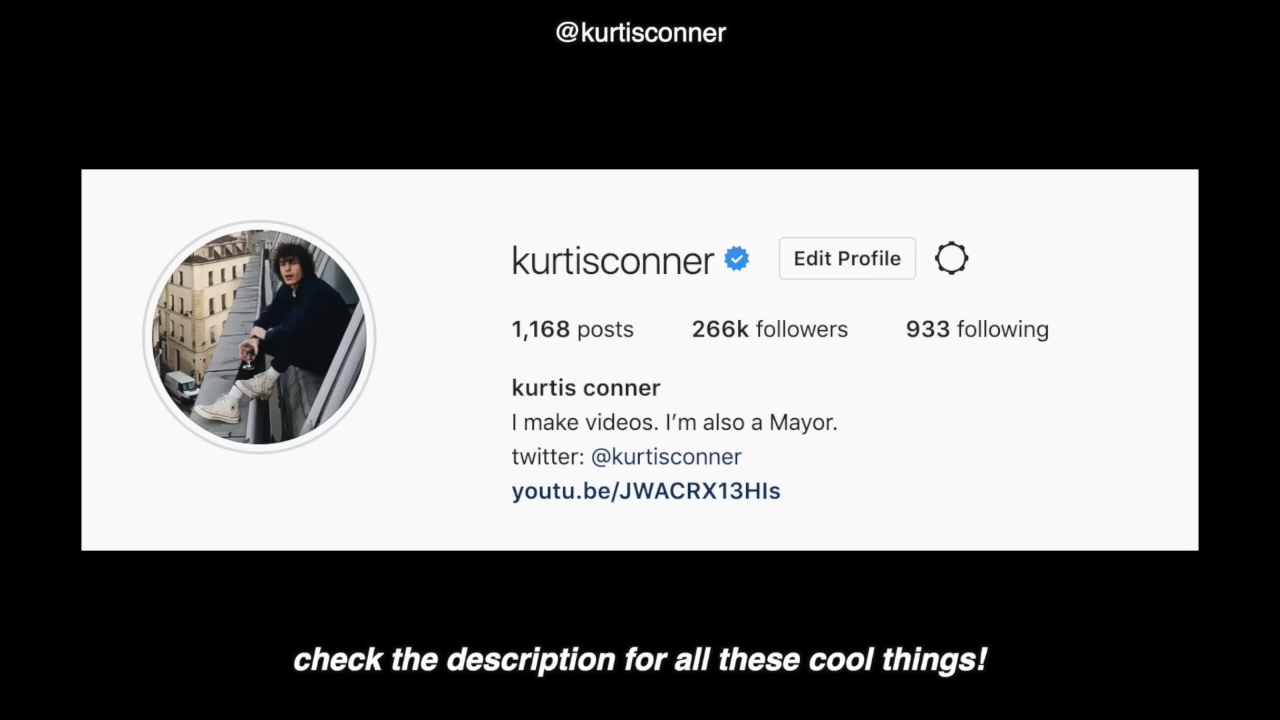 @kurtisconner
kurtisconner Edit Profile
1,168 posts 266k followers 933 following
kurtis conner
I make videos. I’m also a Mayor.
twitter: @kurtisconner
youtu.be/JWACRX13HIs
check the description for all these cool things!